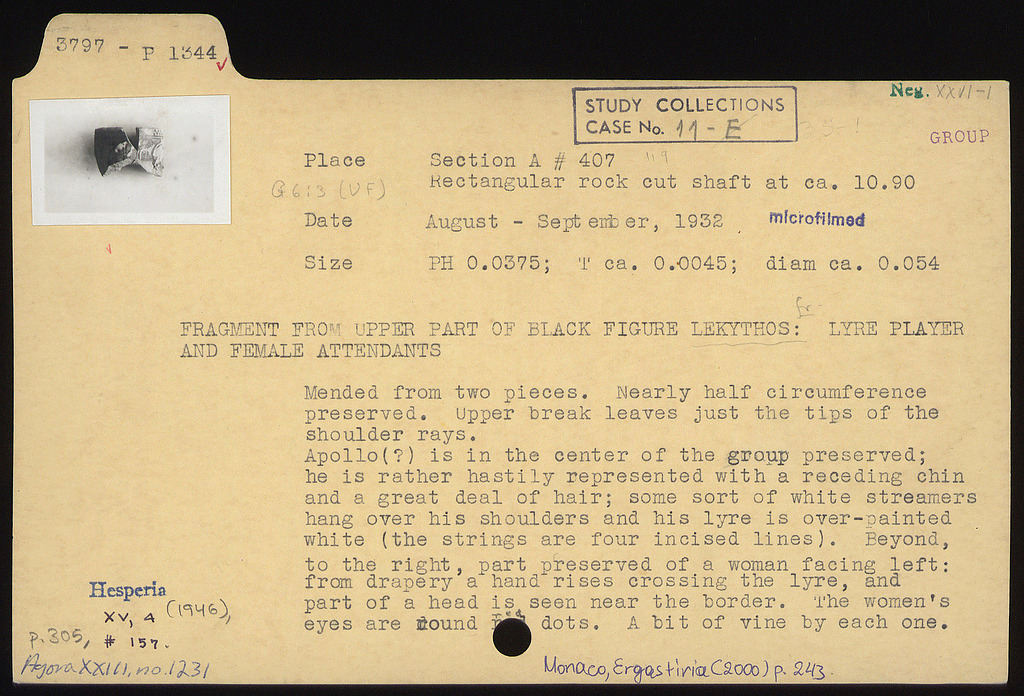 3797 - P 1344
Neg. XXVI-1
STUDY COLLECTIONS
CASE No. 11-E
GROUP
Place Section A # 407 119
G 6:3 (UF) Rectangular rock cut shaft at ca. 10.90
Date August - September, 1932 microfilmed
Size PH 0.0375; T ca. 0.0045; diam ca. 0.054
fr.
FRAGMENT FROM UPPER PART OF BLACK FIGURE LEKYTHOS: LYRE PLAYER
AND FEMALE ATTENDANTS
Mended from two pieces. Nearly half circumference
preserved. Upper break leaves just the tips of the
shoulder rays.
Apollo(?) is in the center of the group preserved;
he is rather hastily represented with a receding chin
and a great deal of hair; some sort of white streamers
hang over his shoulders and his lyre is over-painted
white (the strings are four incised lines). Beyond,
to the right, part preserved of a woman facing left:
from drapery a hand rises crossing the lyre, and
part of a head is seen near the border. The women's
eyes are round red dots. A bit of vine by each one.
Hesperia
XV, 4 (1946),
p. 305, # 157.
Agora XXIII, no. 1231
Monaco, Ergastiria (2000) p. 243